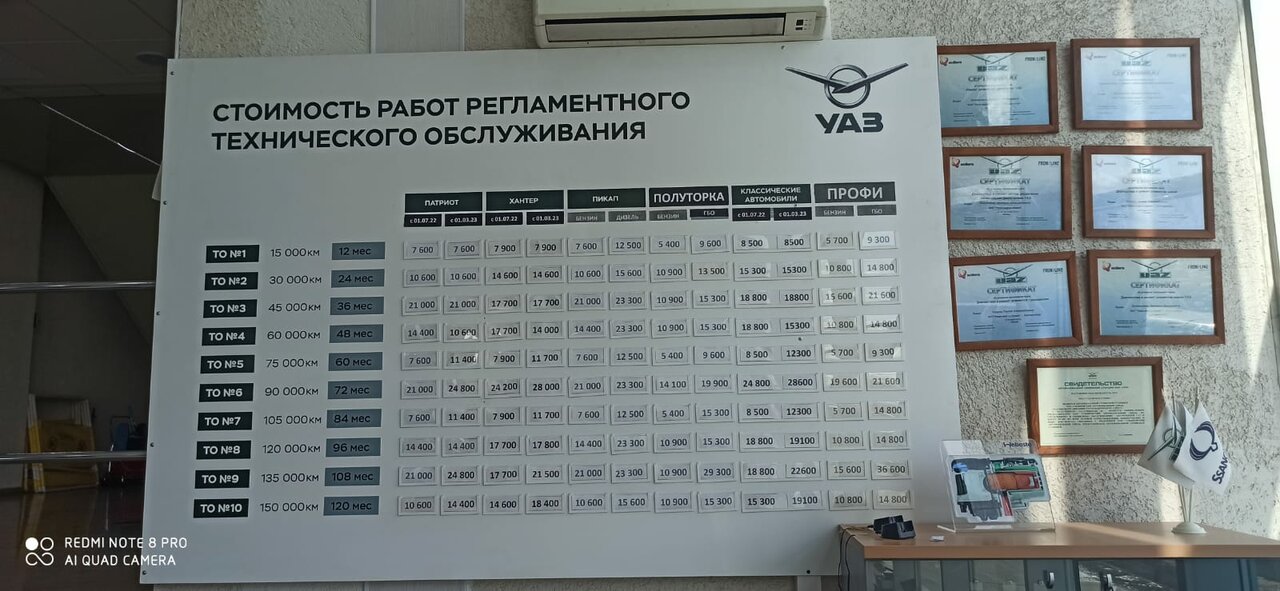 СТОИМОСТЬ РАБОТ РЕГЛАМЕНТНОГО
ТЕХНИЧЕСКОГО ОБСЛУЖИВАНИЯ
УАЗ
ПАТРИОТ ХАНТЕР ПИКАП ПОЛУТОРКА КЛАССИЧЕСКИЕ АВТОМОБИЛИ ПРОФИ
с 01.07.22 с 01.03.23 с 01.07.22 с 01.03.23 БЕНЗИН ДИЗЕЛЬ БЕНЗИН ГБО с 01.07.22 с 01.03.23 БЕНЗИН ГБО
ТО №1 15 000км 12 мес 7 600 7 600 7 900 7 900 7 600 12 500 5 400 9 600 8 500 8500 5 700 9 300
ТО №2 30 000км 24 мес 10 600 10 600 14 600 14 600 10 600 15 600 10 900 13 500 15 300 15300 10 800 14 800
ТО №3 45 000км 36 мес 21 000 21 000 17 700 17 700 21 000 23 300 10 900 15 300 18 800 18800 15 600 21 600
ТО №4 60 000км 48 мес 14 400 10 600 17 700 14 000 14 400 23 300 10 900 15 300 18 800 15300 10 800 14 800
ТО №5 75 000км 60 мес 7 600 11 400 7 900 11 700 7 600 12 500 5 400 9 600 8 500 12300 5 700 9 300
ТО №6 90 000км 72 мес 21 000 24 800 24 200 28 000 21 000 23 300 14 100 19 900 24 800 28600 19 600 21 600
ТО №7 105 000км 84 мес 7 600 11 400 7 900 11 700 7 600 12 500 5 400 15 300 8 500 12300 5 700 14 800
ТО №8 120 000км 96 мес 14 400 14 400 17 700 17 800 14 400 23 300 10 900 15 300 18 800 19100 10 800 14 800
ТО №9 135 000км 108 мес 21 000 24 800 17 700 21 500 21 000 23 300 10 900 29 300 18 800 22600 15 600 36 600
ТО №10 150 000км 120 мес 10 600 14 400 14 600 18 400 10 600 15 600 10 900 15 300 15 300 19100 10 800 14 800
СЕРТИФИКАТ
СЕРТИФИКАТ
СЕРТИФИКАТ
СЕРТИФИКАТ
СЕРТИФИКАТ
СЕРТИФИКАТ
СВИДЕТЕЛЬСТВО
Webasto
SSANG
REDMI NOTE 8 PRO
AI QUAD CAMERA